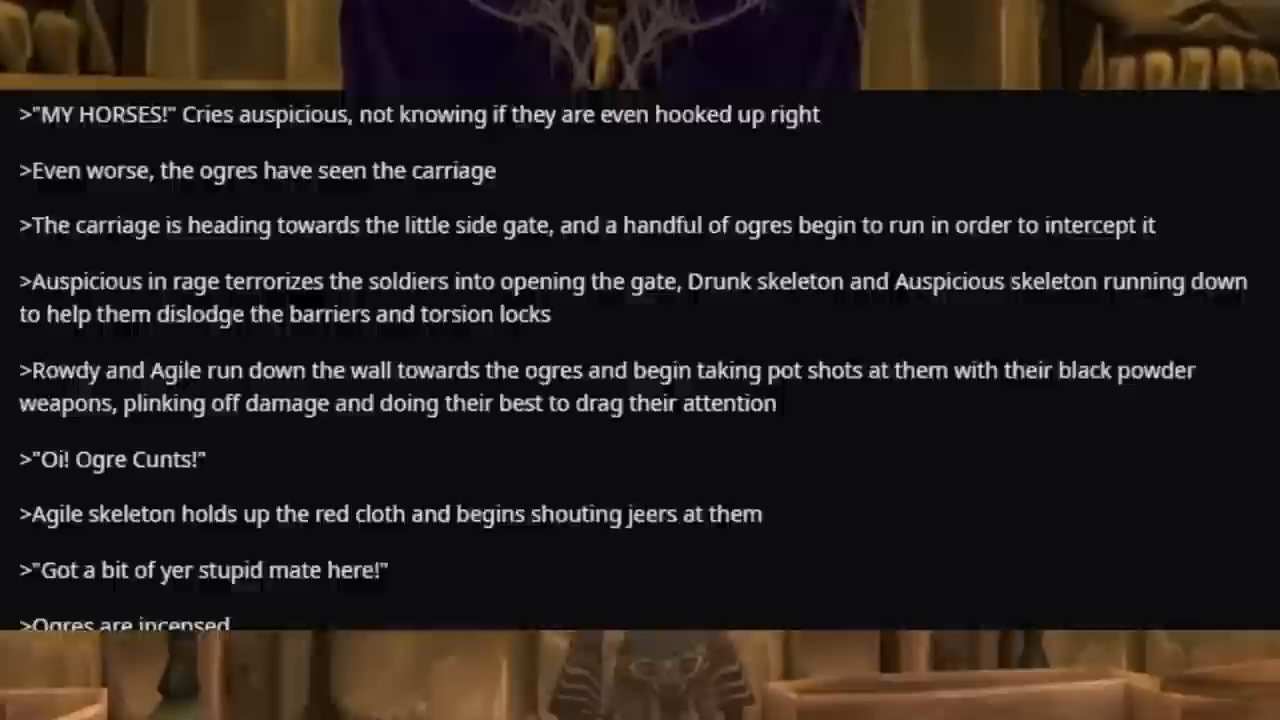 >"MY HORSES!" Cries auspicious, not knowing if they are even hooked up right
>Even worse, the ogres have seen the carriage
>The carriage is heading towards the little side gate, and a handful of ogres begin to run in order to intercept it
>Auspicious in rage terrorizes the soldiers into opening the gate, Drunk skeleton and Auspicious skeleton running down
to help them dislodge the barriers and torsion locks
>Rowdy and Agile run down the wall towards the ogres and begin taking pot shots at them with their black powder
weapons, plinking off damage and doing their best to drag their attention
>"Oi! Ogre Cunts!"
>Agile skeleton holds up the red cloth and begins shouting jeers at them
>"Got a bit of yer stupid mate here!"
>Ogres are incensed